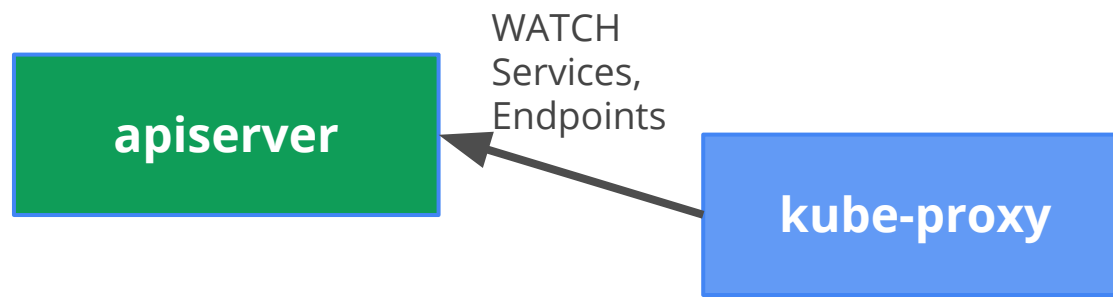 WATCH
Services,
Endpoints
apiserver
kube-proxy